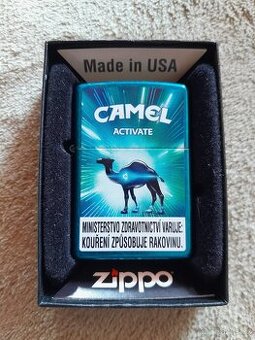 Made in USA
CAMEL
ACTIVATE
MINISTERSTVO ZDRAVOTNICTVÍ VARUJE:
KOUŘENÍ ZPŮSOBUJE RAKOVINU.
zippo